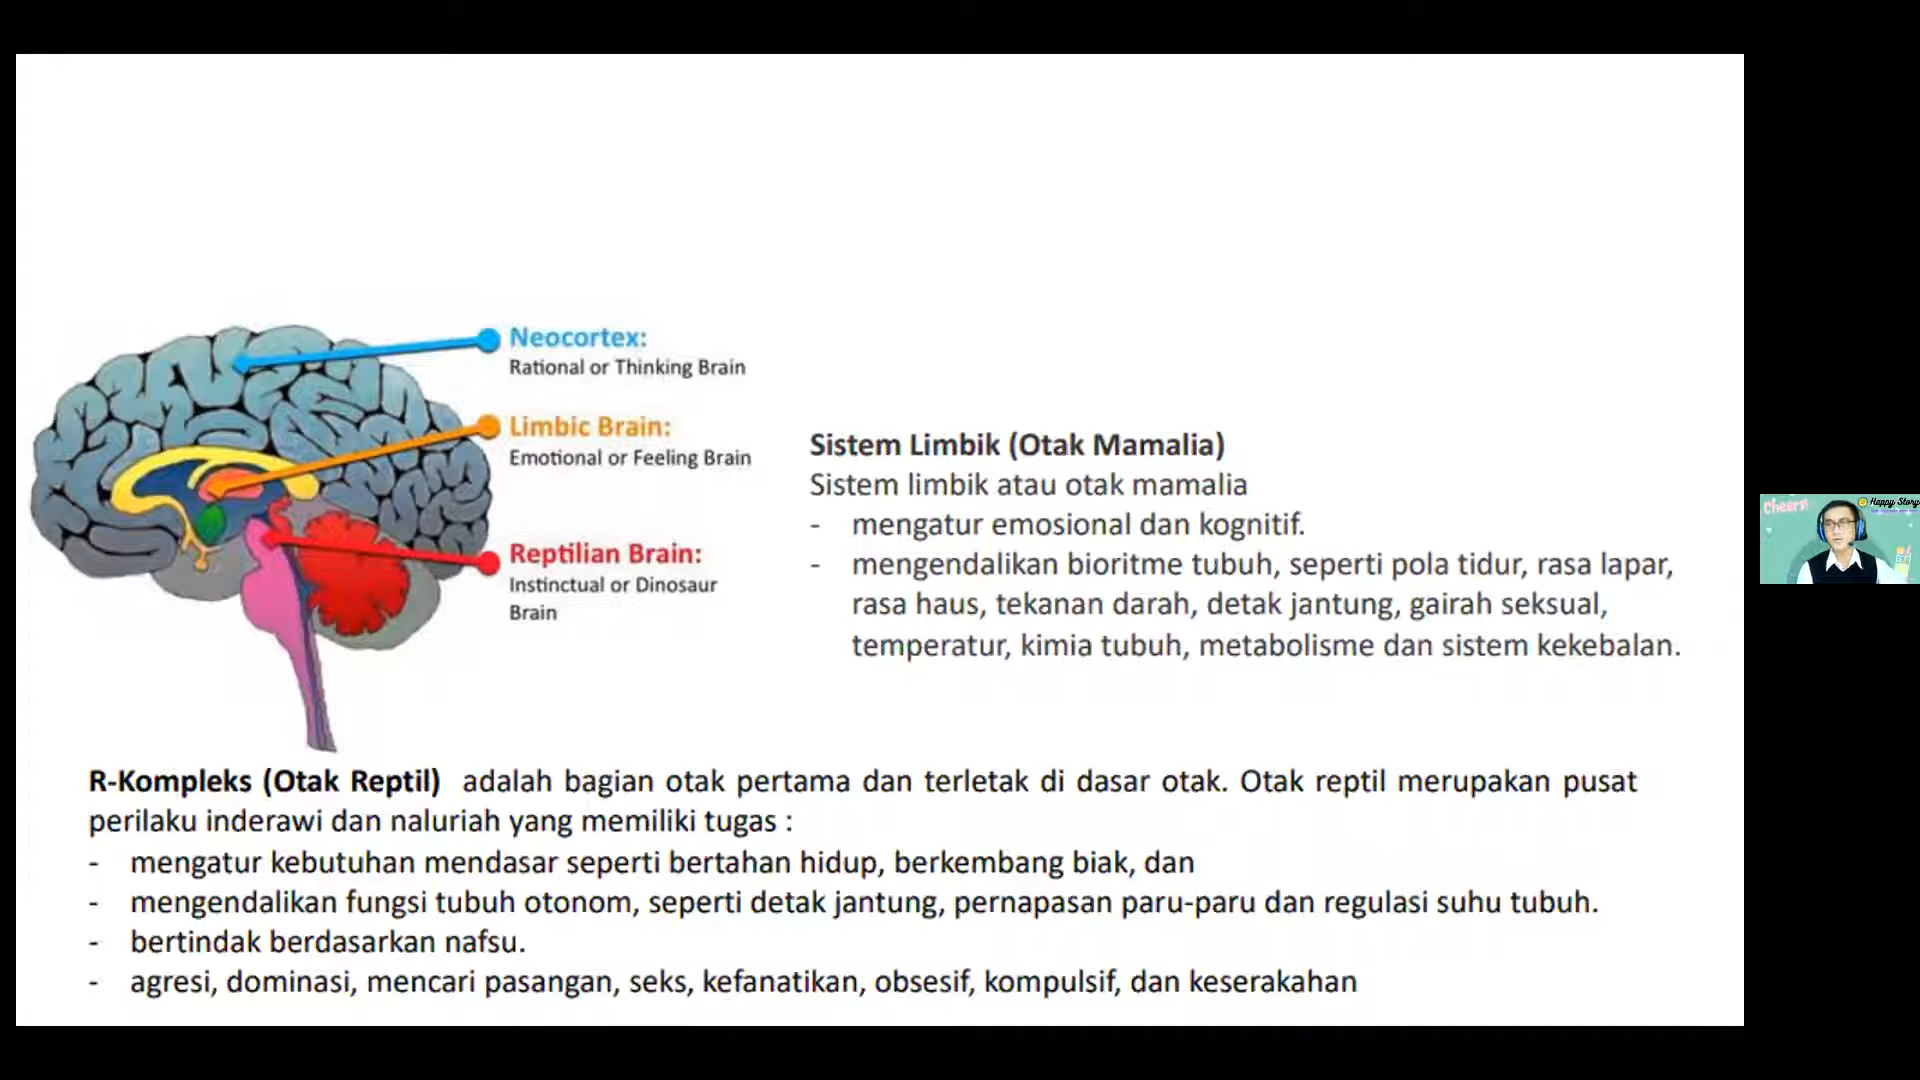 Neocortex:
Rational or Thinking Brain
Limbic Brain:
Emotional or Feeling Brain
Reptilian Brain:
Instinctual or Dinosaur
Brain
Sistem Limbik (Otak Mamalia)
Sistem limbik atau otak mamalia
- mengatur emosional dan kognitif.
- mengendalikan bioritme tubuh, seperti pola tidur, rasa lapar,
rasa haus, tekanan darah, detak jantung, gairah seksual,
temperatur, kimia tubuh, metabolisme dan sistem kekebalan.
R-Kompleks (Otak Reptil) adalah bagian otak pertama dan terletak di dasar otak. Otak reptil merupakan pusat
perilaku inderawi dan naluriah yang memiliki tugas :
- mengatur kebutuhan mendasar seperti bertahan hidup, berkembang biak, dan
- mengendalikan fungsi tubuh otonom, seperti detak jantung, pernapasan paru-paru dan regulasi suhu tubuh.
- bertindak berdasarkan nafsu.
- agresi, dominasi, mencari pasangan, seks, kefanatikan, obsesif, kompulsif, dan keserakahan
Cheers!
Happy Story